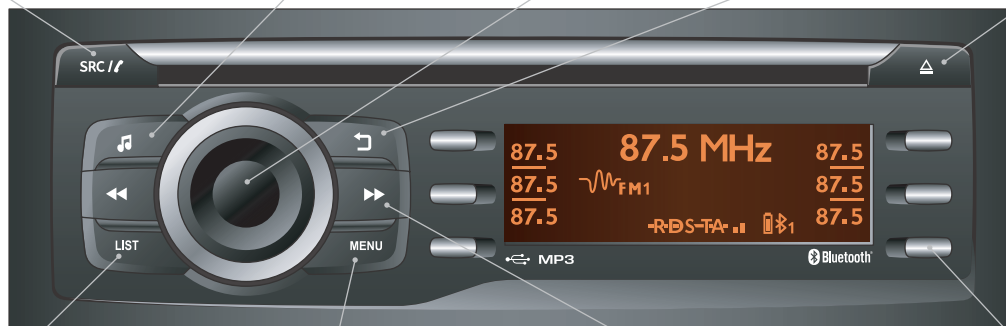 SRC /
87.5 87.5 MHz 87.5
87.5 FM1 87.5
87.5 RDS-TA 1 87.5
LIST
MENU
MP3
Bluetooth